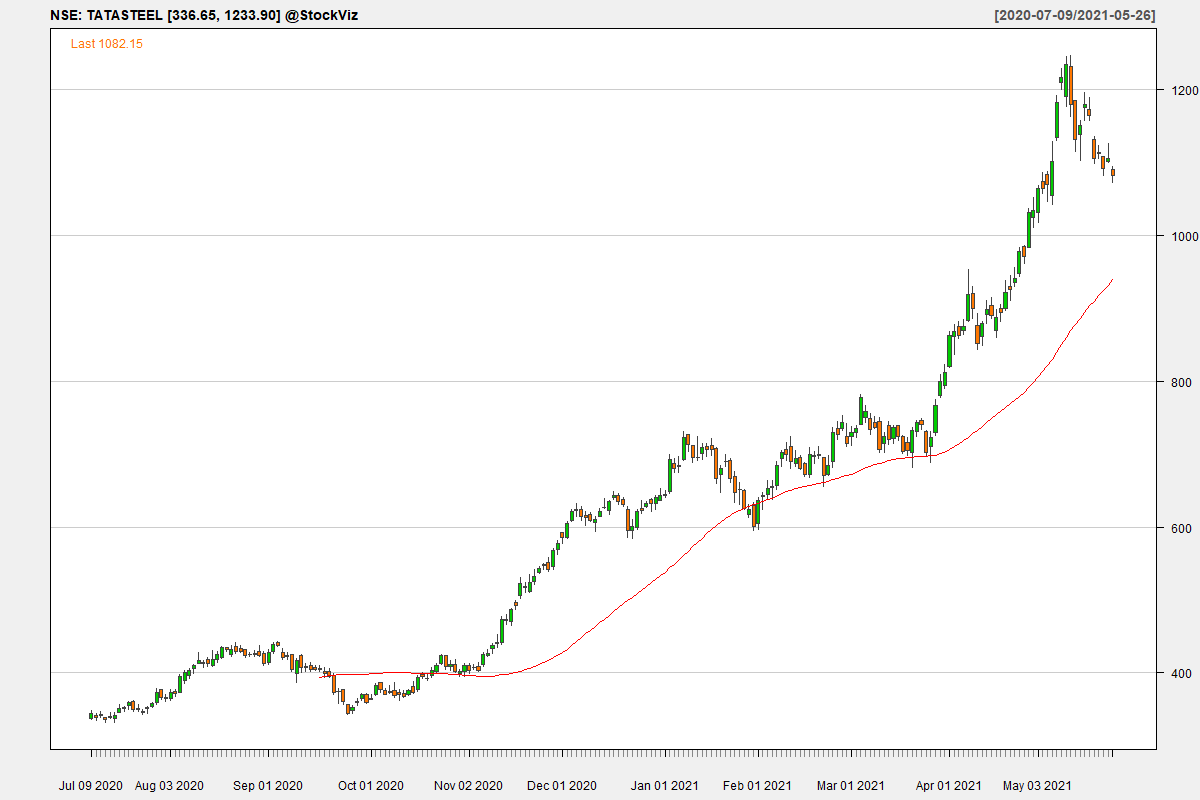 NSE: TATASTEEL [336.65, 1233.90] @StockViz [2020-07-09/2021-05-26]
Last 1082.15
1200
1000
800
600
400
Jul 09 2020 Aug 03 2020 Sep 01 2020 Oct 01 2020 Nov 02 2020 Dec 01 2020 Jan 01 2021 Feb 01 2021 Mar 01 2021 Apr 01 2021 May 03 2021